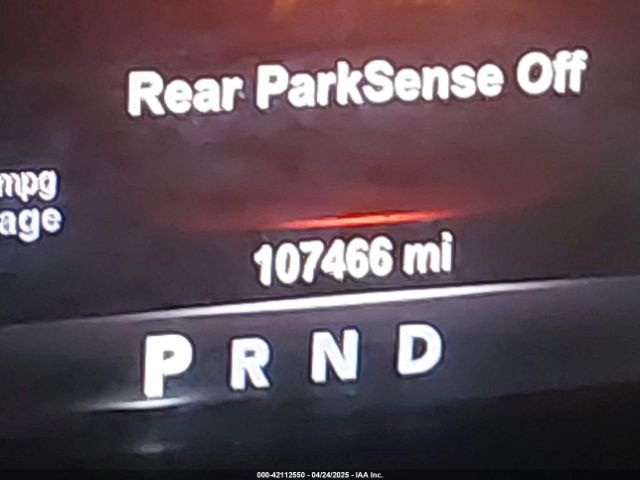 Rear ParkSense Off
mpg
age
107466 mi
P R N D
000-42112550 - 04/24/2025 - IAA Inc.